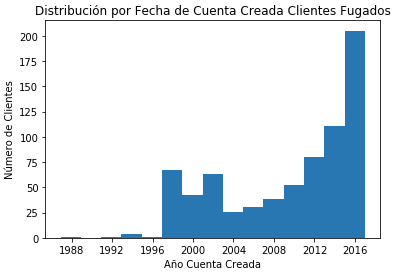 Distribución por Fecha de Cuenta Creada Clientes Fugados
Número de Clientes
200
175
150
125
100
75
50
25
0
1988 1992 1996 2000 2004 2008 2012 2016
Año Cuenta Creada